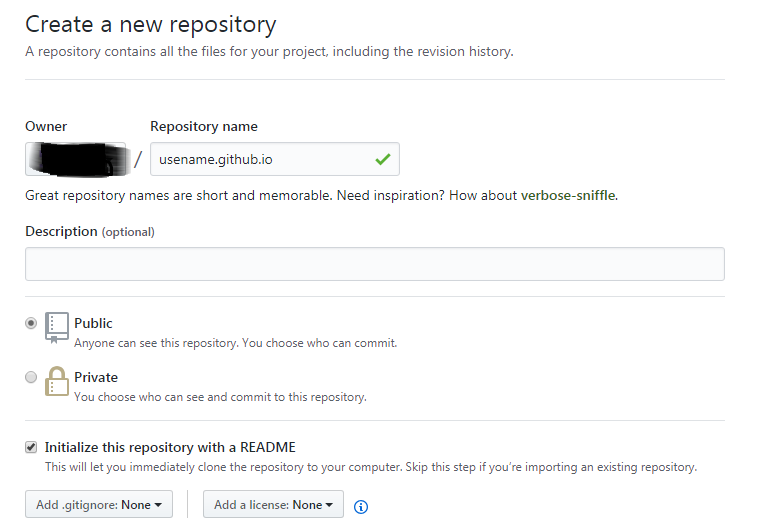 Create a new repository
A repository contains all the files for your project, including the revision history.
Owner Repository name
/ usename.github.io
Great repository names are short and memorable. Need inspiration? How about verbose-sniffle.
Description (optional)
Public
Anyone can see this repository. You choose who can commit.
Private
You choose who can see and commit to this repository.
Initialize this repository with a README
This will let you immediately clone the repository to your computer. Skip this step if you're importing an existing repository.
Add .gitignore: None Add a license: None